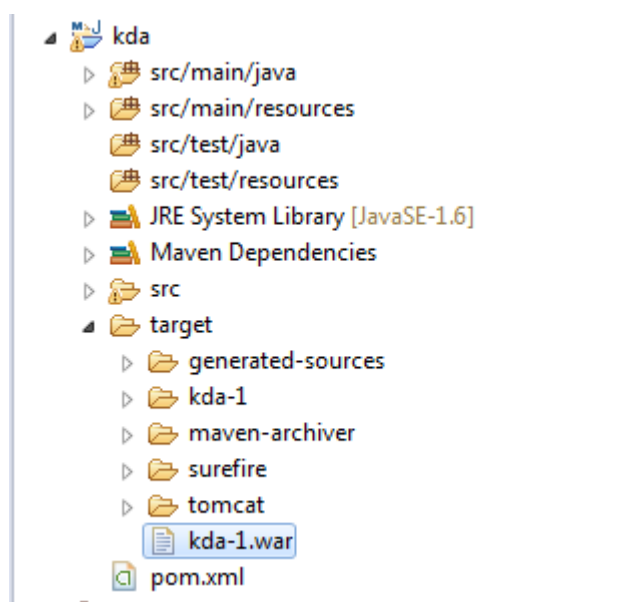 kda
src/main/java
src/main/resources
src/test/java
src/test/resources
JRE System Library [JavaSE-1.6]
Maven Dependencies
src
target
generated-sources
kda-1
maven-archiver
surefire
tomcat
kda-1.war
pom.xml